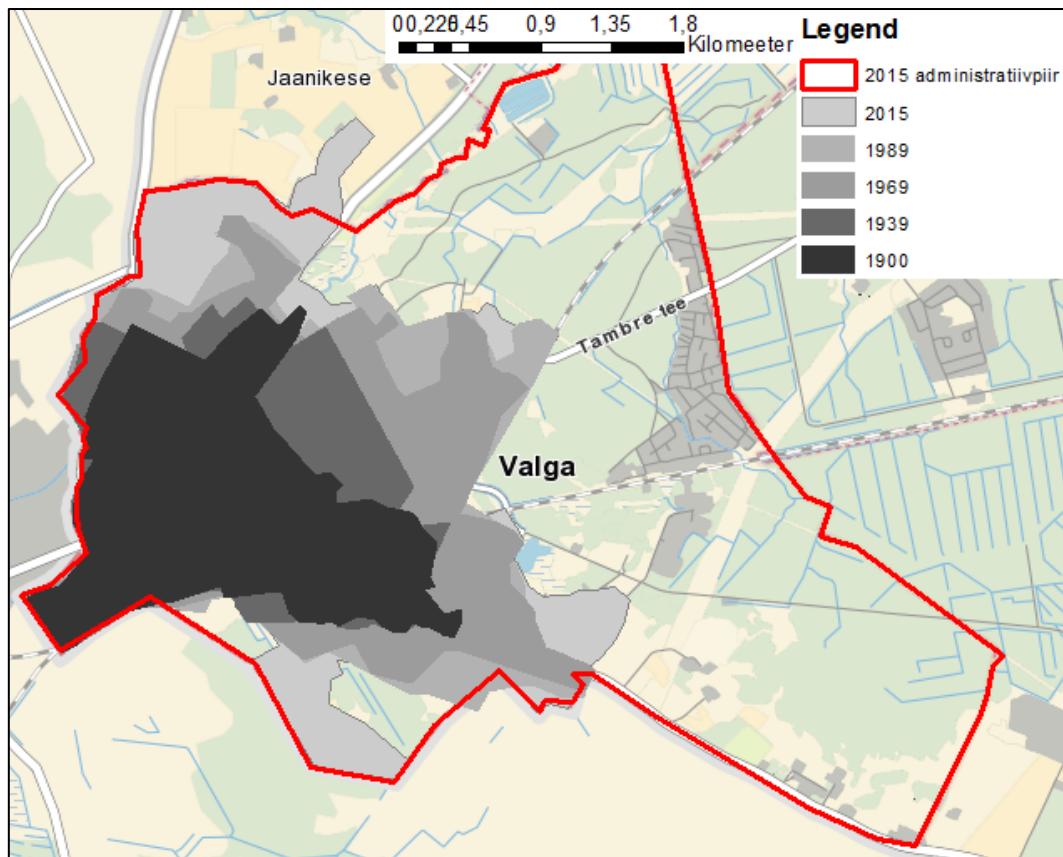 0 0,225 0,45 0,9 1,35 1,8
Kilomeeter
Legend
2015 administratiivpiir
2015
1989
1969
1939
1900
Jaanikese
Tambre tee
Valga